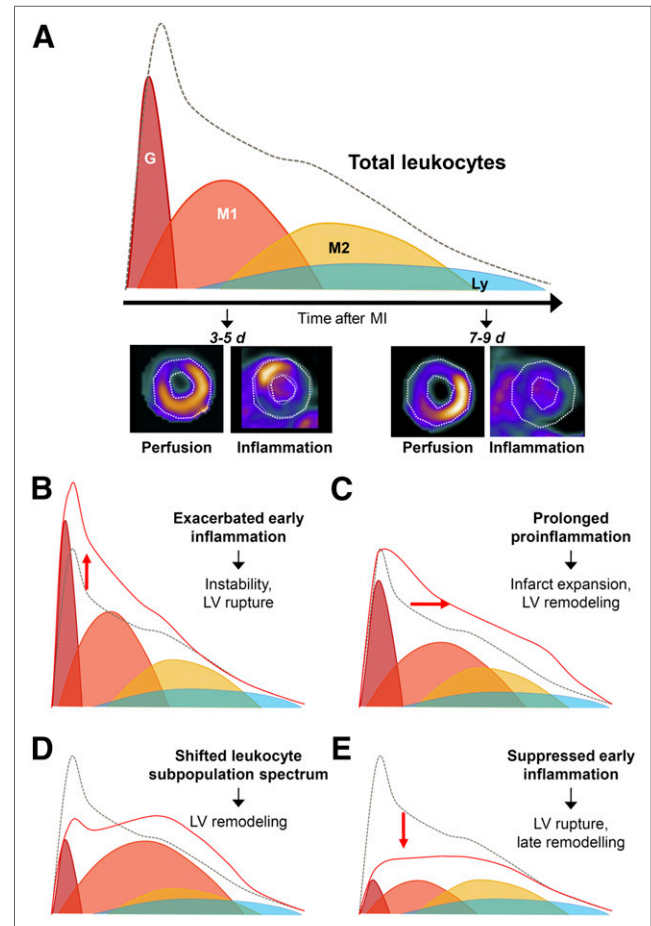 A
G
M1
M2
Ly
Total leukocytes
Time after MI
3-5 d
7-9 d
Perfusion
Inflammation
Perfusion
Inflammation
B
Exacerbated early
inflammation
Instability,
LV rupture
C
Prolonged
proinflammation
Infarct expansion,
LV remodeling
D
Shifted leukocyte
subpopulation spectrum
LV remodeling
E
Suppressed early
inflammation
LV rupture,
late remodelling